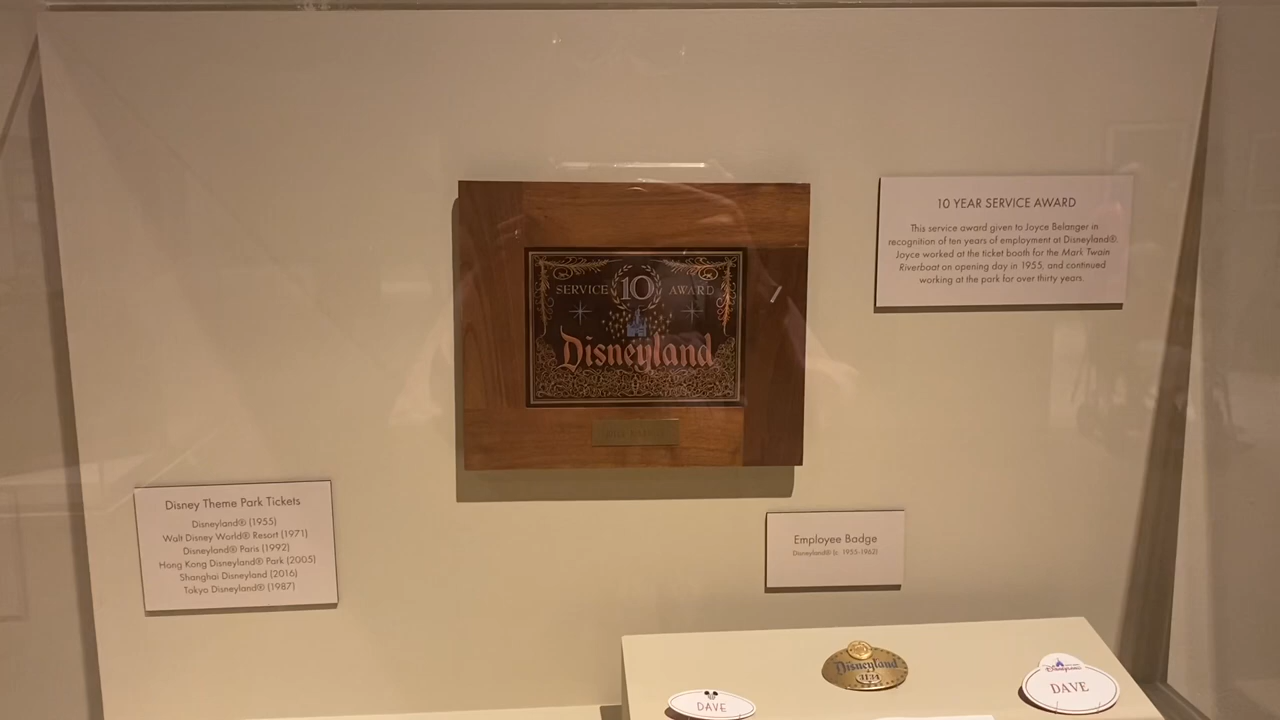 10 YEAR SERVICE AWARD
This service award given to Joyce Belanger in
recognition of ten years of employment at Disneyland®.
Joyce worked at the ticket booth for the Mark Twain
Riverboat on opening day in 1955, and continued
working at the park for over thirty years.
SERVICE 10 AWARD
Disneyland
Disney Theme Park Tickets
Disneyland® (1955)
Walt Disney World® Resort (1971)
Disneyland® Paris (1992)
Hong Kong Disneyland® Park (2005)
Shanghai Disneyland (2016)
Tokyo Disneyland® (1987)
Employee Badge
Disneyland® (c. 1955-1962)
Disneyland
3134
DAVE
Disneyland
DAVE